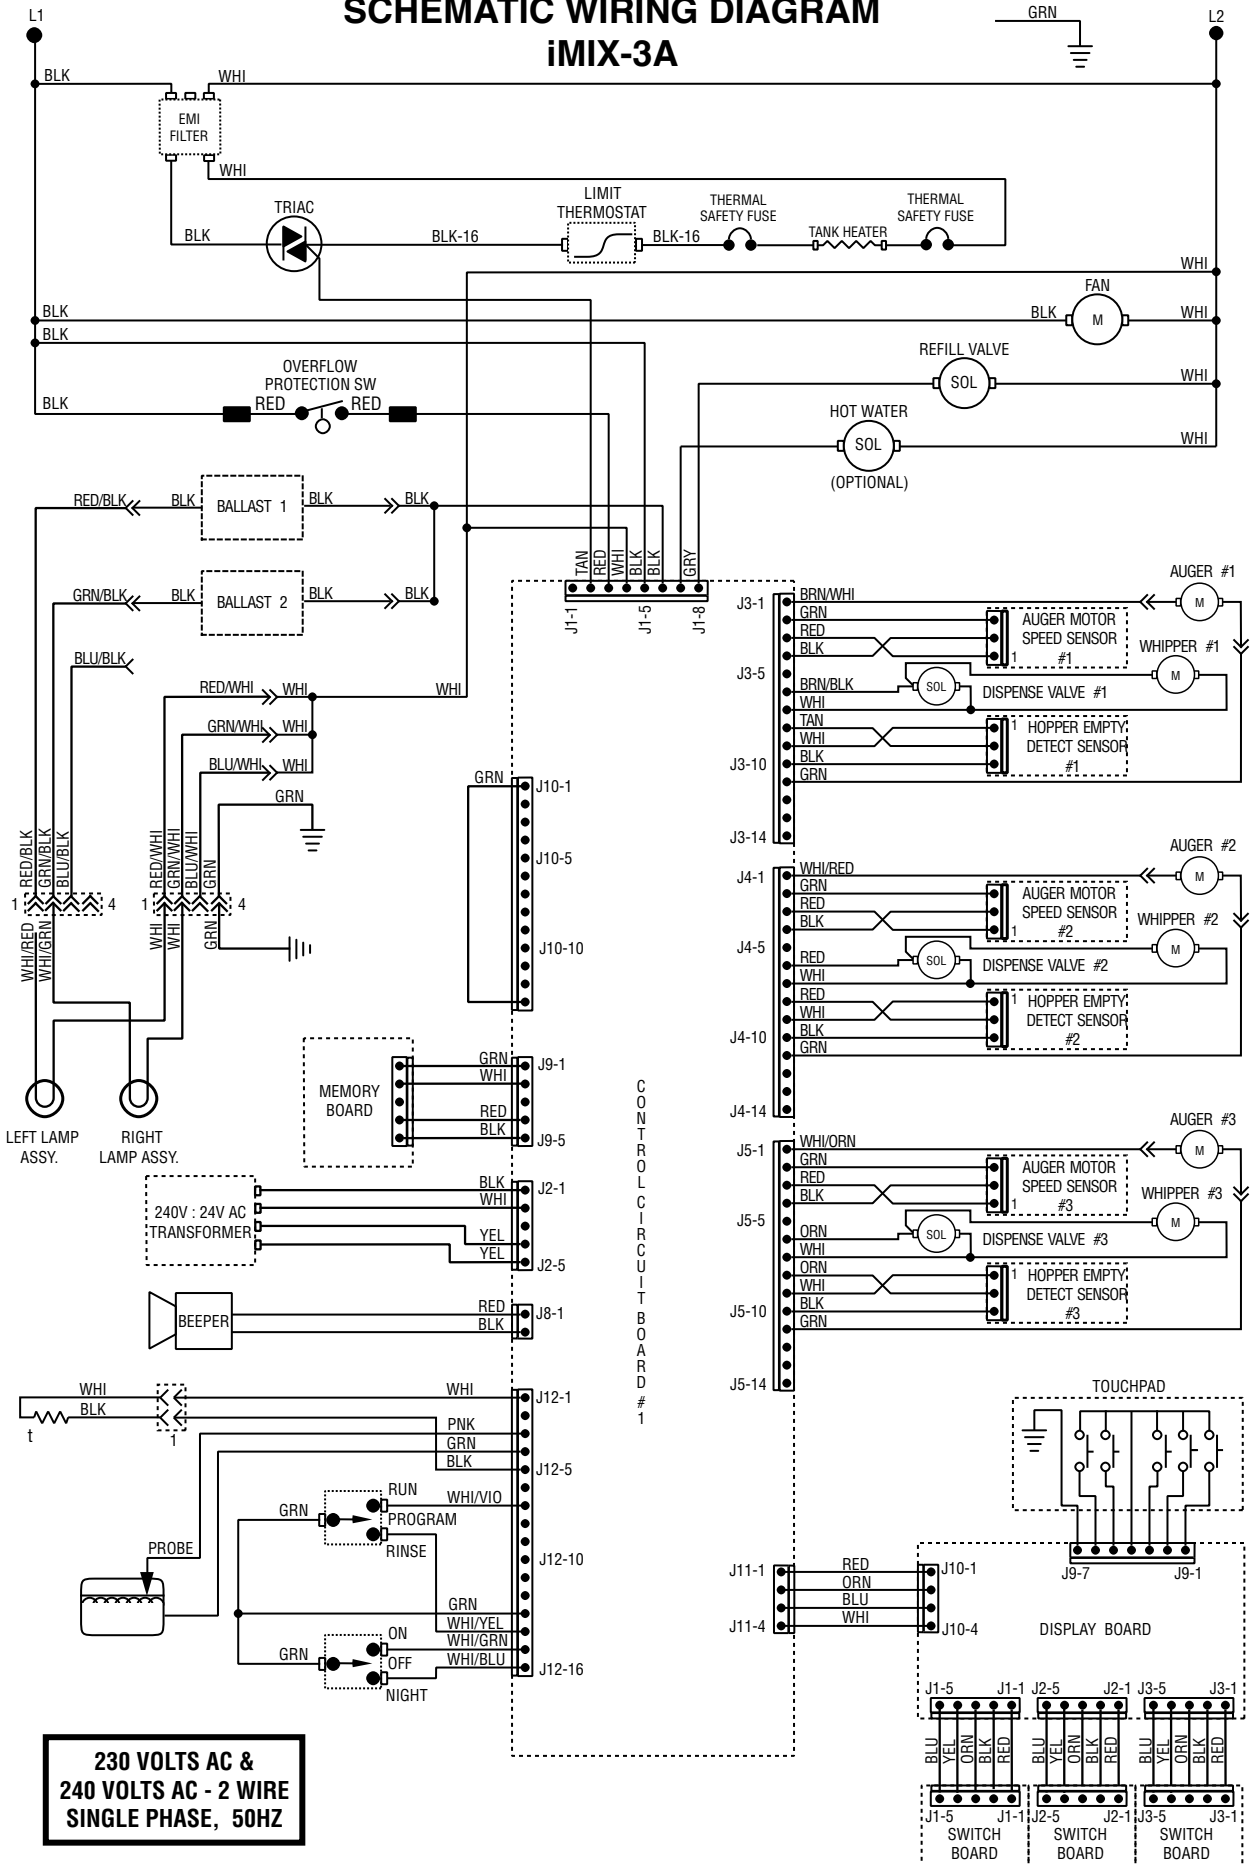 SCHEMATIC WIRING DIAGRAM
iMIX-3A
L1
GRN
L2
BLK
WHI
EMI
FILTER
WHI
TRIAC
LIMIT
THERMOSTAT
THERMAL
SAFETY FUSE
THERMAL
SAFETY FUSE
BLK
BLK-16
BLK-16
TANK HEATER
WHI
FAN
BLK
BLK
M
WHI
BLK
REFILL VALVE
SOL
WHI
OVERFLOW
PROTECTION SW
BLK
RED
RED
HOT WATER
SOL
WHI
(OPTIONAL)
RED/BLK
BLK
BALLAST 1
BLK
BLK
GRN/BLK
BLK
BALLAST 2
BLK
BLK
BLU/BLK
RED/WHI
WHI
WHI
GRN/WHI
WHI
BLU/WHI
WHI
GRN
TAN
RED
WHI
BLK
BLK
GRY
J1-1
J1-5
J1-8
RED/BLK
GRN/BLK
BLU/BLK
RED/WHI
GRN/WHI
BLU/WHI
GRN
1
4
1
4
WHI/RED
WHI/GRN
WHI
WHI
GRN
LEFT LAMP
ASSY.
RIGHT
LAMP ASSY.
GRN
J10-1
J10-5
J10-10
MEMORY
BOARD
GRN
WHI
RED
BLK
J9-1
J9-5
240V : 24V AC
TRANSFORMER
BLK
WHI
YEL
YEL
J2-1
J2-5
BEEPER
RED
BLK
J8-1
WHI
BLK
t
1
WHI
PNK
GRN
BLK
J12-1
J12-5
J12-10
J12-16
GRN
RUN
PROGRAM
RINSE
WHI/VIO
PROBE
GRN
WHI/YEL
WHI/GRN
WHI/BLU
GRN
ON
OFF
NIGHT
CONTROL CIRCUIT BOARD #1
J3-1
J3-5
J3-10
J3-14
BRN/WHI
GRN
RED
BLK
BRN/BLK
WHI
TAN
WHI
BLK
GRN
AUGER #1
M
AUGER MOTOR
SPEED SENSOR
#1
1
WHIPPER #1
M
SOL
DISPENSE VALVE #1
1
HOPPER EMPTY
DETECT SENSOR
#1
J4-1
J4-5
J4-10
J4-14
WHI/RED
GRN
RED
BLK
RED
WHI
RED
WHI
BLK
GRN
AUGER #2
M
AUGER MOTOR
SPEED SENSOR
#2
1
WHIPPER #2
M
SOL
DISPENSE VALVE #2
1
HOPPER EMPTY
DETECT SENSOR
#2
J5-1
J5-5
J5-10
J5-14
WHI/ORN
GRN
RED
BLK
ORN
WHI
ORN
WHI
BLK
GRN
AUGER #3
M
AUGER MOTOR
SPEED SENSOR
#3
1
WHIPPER #3
M
SOL
DISPENSE VALVE #3
1
HOPPER EMPTY
DETECT SENSOR
#3
TOUCHPAD
J9-7
J9-1
J11-1
J11-4
RED
ORN
BLU
WHI
J10-1
J10-4
DISPLAY BOARD
J1-5
J1-1
J2-5
J2-1
J3-5
J3-1
BLU
YEL
ORN
BLK
RED
BLU
YEL
ORN
BLK
RED
BLU
YEL
ORN
BLK
RED
J1-5
J1-1
J2-5
J2-1
J3-5
J3-1
SWITCH
BOARD
SWITCH
BOARD
SWITCH
BOARD
230 VOLTS AC &
240 VOLTS AC - 2 WIRE
SINGLE PHASE, 50HZ